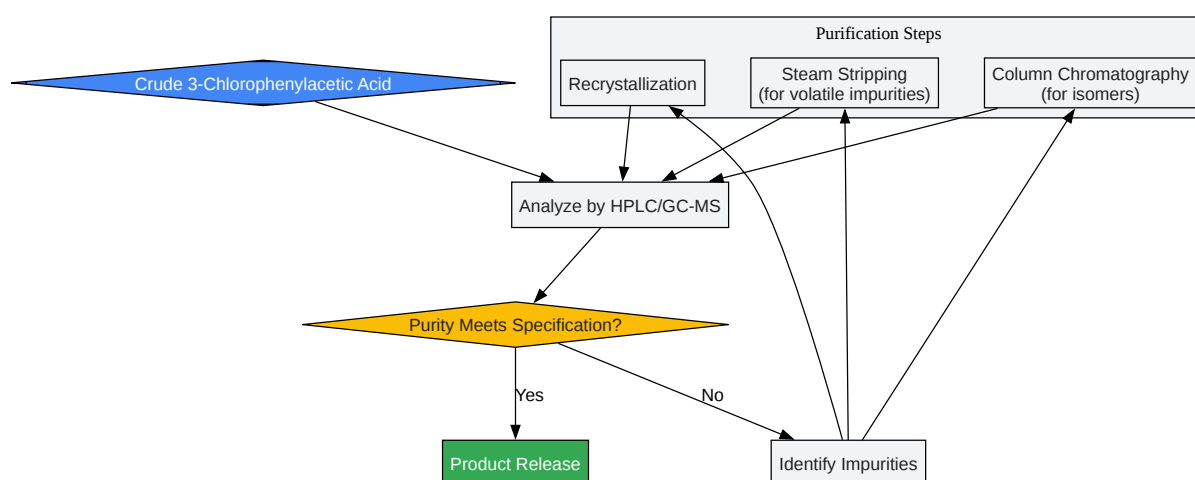 Purification Steps
Crude 3-Chlorophenylacetic Acid
Recrystallization
Steam Stripping
(for volatile impurities)
Column Chromatography
(for isomers)
Analyze by HPLC/GC-MS
Purity Meets Specification?
Yes
No
Product Release
Identify Impurities